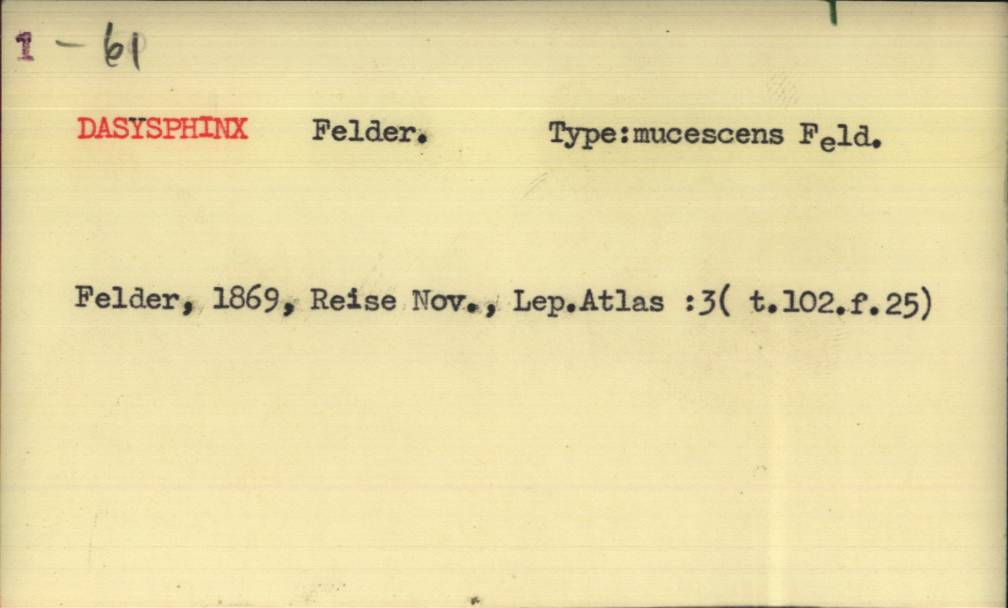 1 - 61
DASYSPHINX Felder. Type:mucescens Feld.
Felder, 1869, Reise Nov., Lep.Atlas :3( t.102.f.25)